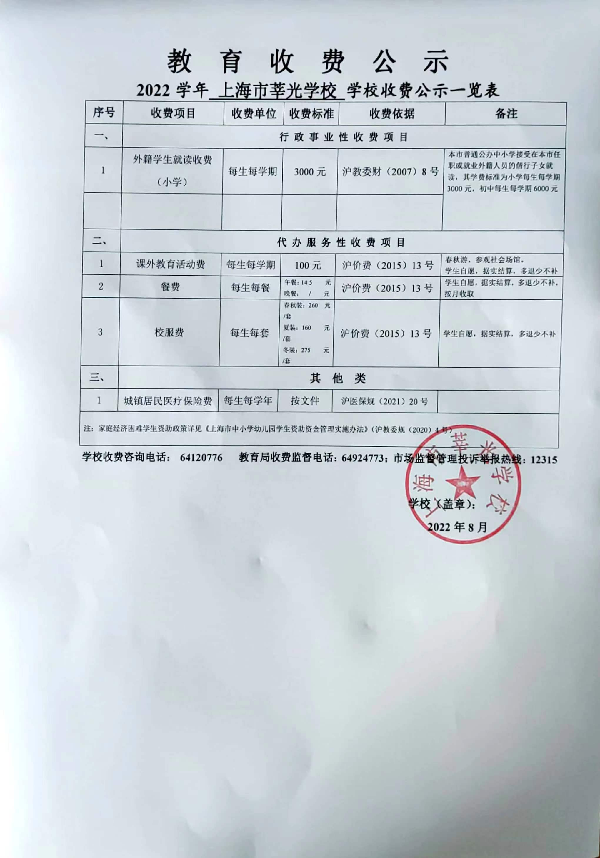 教育收费公示
2022 学年 上海市莘光学校 学校收费公示一览表
序号 收费项目 收费单位 收费标准 收费依据 备注
一、 行政事业性收费项目
1 外籍学生就读收费（小学） 每生每学期 3000 元 沪教委财（2007）8 号
本市普通公办中小学接受在本市任
职或就业外籍人员的随行子女就
读，其学费标准为小学每生每学期
3000 元，初中每生每学期 6000 元
二、 代办服务性收费项目
1 课外教育活动费 每生每学期 100 元 沪价费（2015）13 号
春秋游、参观社会场馆。
学生自愿，据实结算，多退少不补
2 餐费 每生每餐
午餐：14.5 元
晚餐： / 元
沪价费（2015）13 号
学生自愿，据实结算，多退少不补，
按月收取
3 校服费 每生每套
春秋装：260 元
/套
夏装：160 元
/套
冬装：275 元
/套
沪价费（2015）13 号 学生自愿，据实结算，多退少不补
三、 其他类
1 城镇居民医疗保险费 每生每学年 按文件 沪医保规（2021）20 号
注：家庭经济困难学生资助政策详见《上海市中小学幼儿园学生资助资金管理实施办法》（沪教委规（2020）4 号）
学校收费咨询电话：64120776 教育局收费监督电话：64924773；市场监督管理投诉举报热线：12315
上海市莘光学校
学校（盖章）：
2022 年 8 月